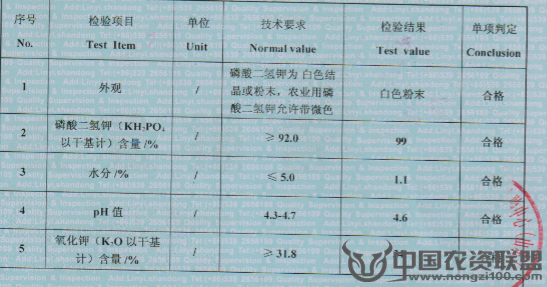 序号 检验项目 单位 技术要求 检验结果 单项判定
No. Test Item Unit Normal value Test value Conclusion
1 外观 / 磷酸二氢钾为白色结
晶或粉末，农业用磷
酸二氢钾允许带微色 白色粉末 合格
2 磷酸二氢钾（KH₂PO₄
以干基计）含量 /% / ≥ 92.0 99 合格
3 水分 /% / ≤ 5.0 1.1 合格
4 pH 值 / 4.3-4.7 4.6 合格
5 氧化钾（K₂O 以干基
计）含量 /% / ≥ 31.8
中国农资联盟
www.nongzi100.com